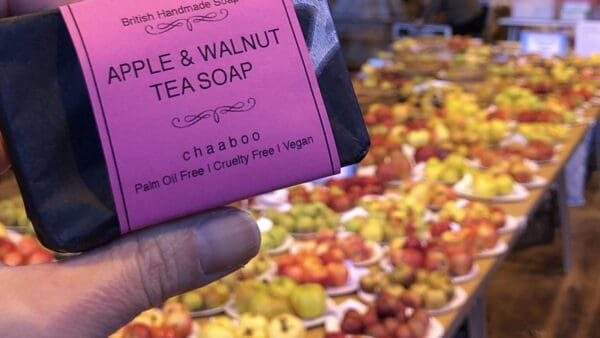 British Handmade Soap
APPLE & WALNUT
TEA SOAP
chaaboo
Palm Oil Free | Cruelty Free | Vegan